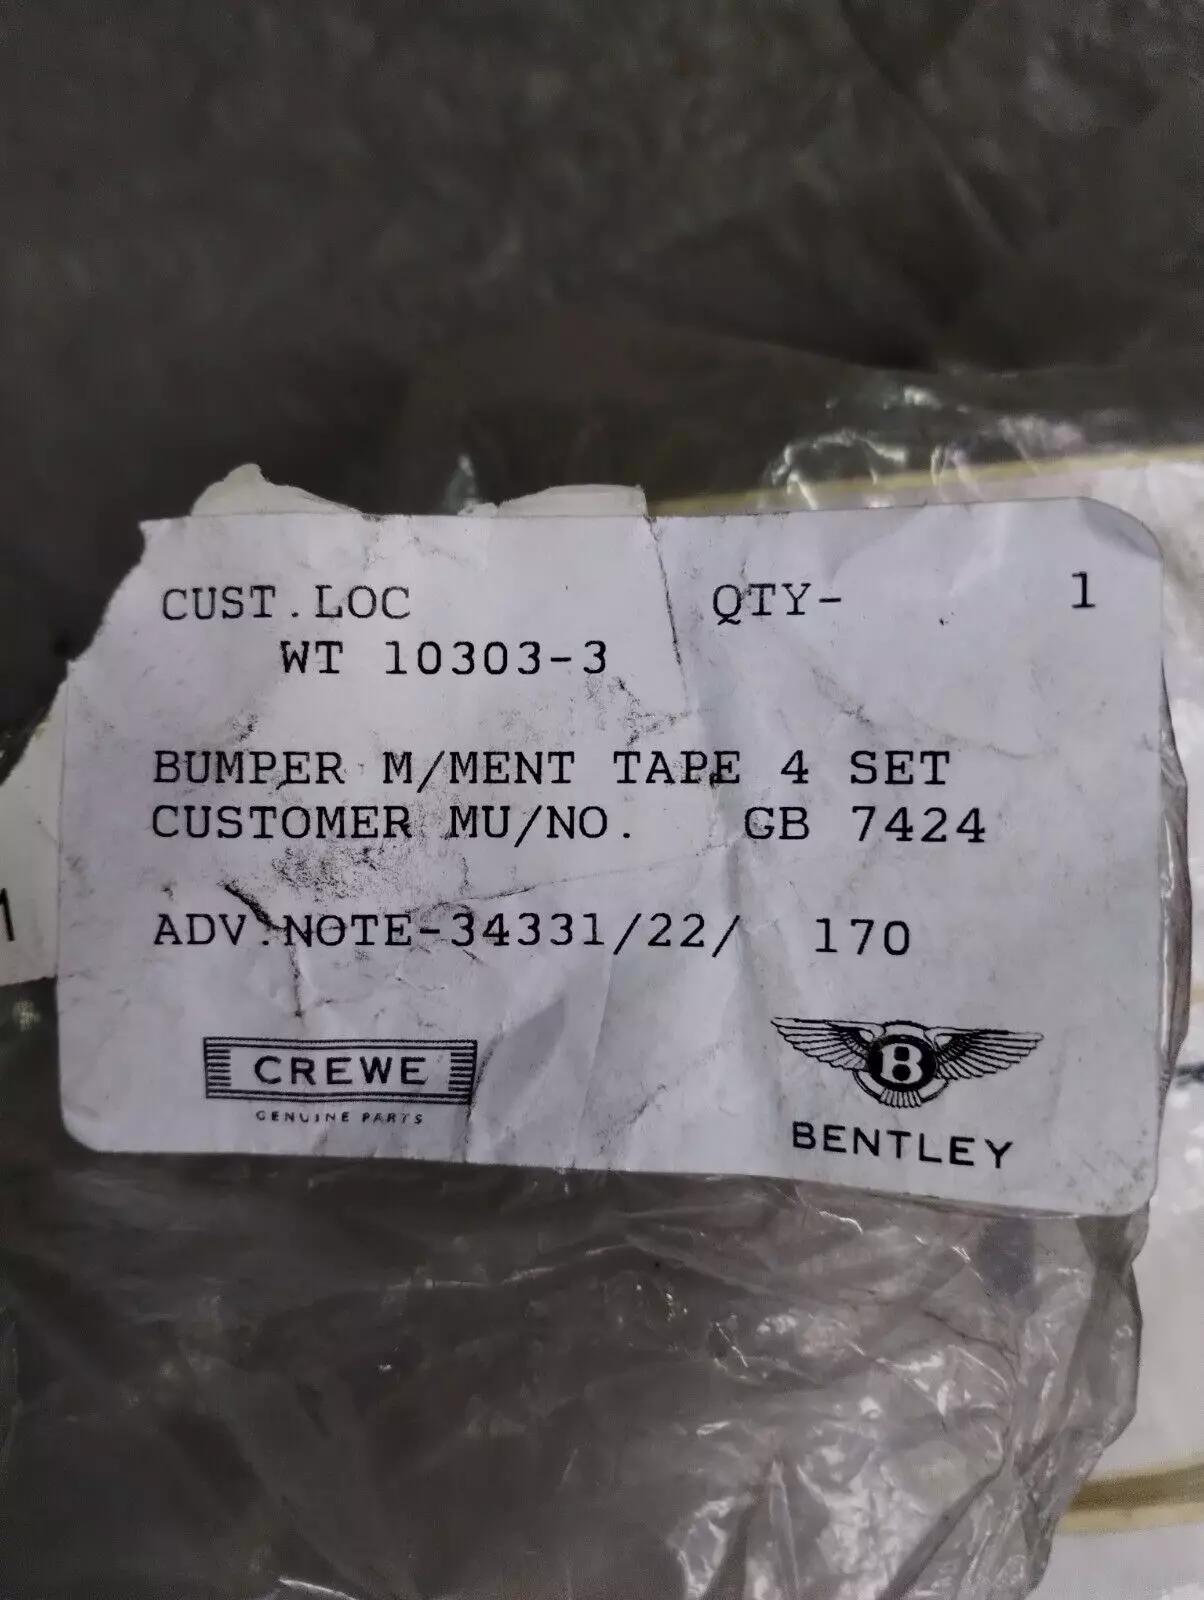 CUST.LOC QTY- 1
WT 10303-3
BUMPER M/MENT TAPE 4 SET
CUSTOMER MU/NO. GB 7424
ADV.NOTE-34331/22/ 170
CREWE
GENUINE PARTS
B
BENTLEY